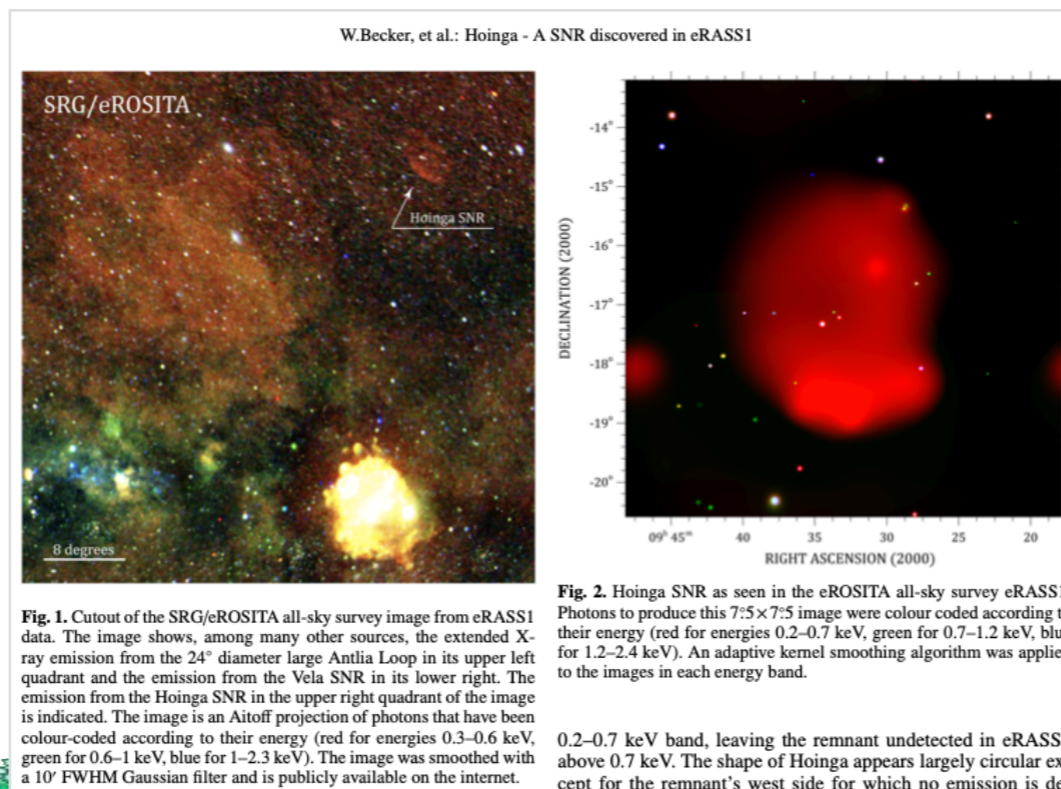 W.Becker, et al.: Hoinga - A SNR discovered in eRASS1
SRG/eROSITA
Hoinga SNR
8 degrees
Fig. 1. Cutout of the SRG/eROSITA all-sky survey image from eRASS1
data. The image shows, among many other sources, the extended X-
ray emission from the 24° diameter large Antlia Loop in its upper left
quadrant and the emission from the Vela SNR in its lower right. The
emission from the Hoinga SNR in the upper right quadrant of the image
is indicated. The image is an Aitoff projection of photons that have been
colour-coded according to their energy (red for energies 0.3–0.6 keV,
green for 0.6–1 keV, blue for 1–2.3 keV). The image was smoothed with
a 10′ FWHM Gaussian filter and is publicly available on the internet.
DECLINATION (2000)
-14°
-15°
-16°
-17°
-18°
-19°
-20°
09ʰ 45ᵐ 40 35 30 25 20
RIGHT ASCENSION (2000)
Fig. 2. Hoinga SNR as seen in the eROSITA all-sky survey eRASS1
Photons to produce this 7°.5×7°.5 image were colour coded according
their energy (red for energies 0.2–0.7 keV, green for 0.7–1.2 keV,
for 1.2–2.4 keV). An adaptive kernel smoothing algorithm was
to the images in each energy band.
0.2–0.7 keV band, leaving the remnant undetected in eRASS
above 0.7 keV. The shape of Hoinga appears largely circular ex
cept for the remnant's west side for which no emission is de